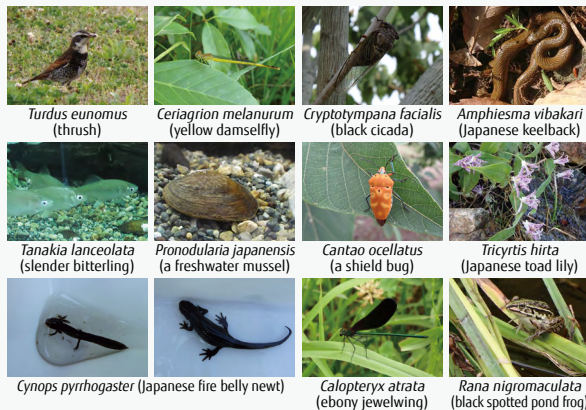 Turdus eunomus
(thrush)
Ceriagrion melanurum
(yellow damselfly)
Cryptotympana facialis
(black cicada)
Amphiesma vibakari
(Japanese keelback)
Tanakia lanceolata
(slender bitterling)
Pronodularia japanensis
(a freshwater mussel)
Cantao ocellatus
(a shield bug)
Tricyrtis hirta
(Japanese toad lily)
Cynops pyrrhogaster (Japanese fire belly newt)
Calopteryx atrata
(ebony jewelwing)
Rana nigromaculata
(black spotted pond frog)